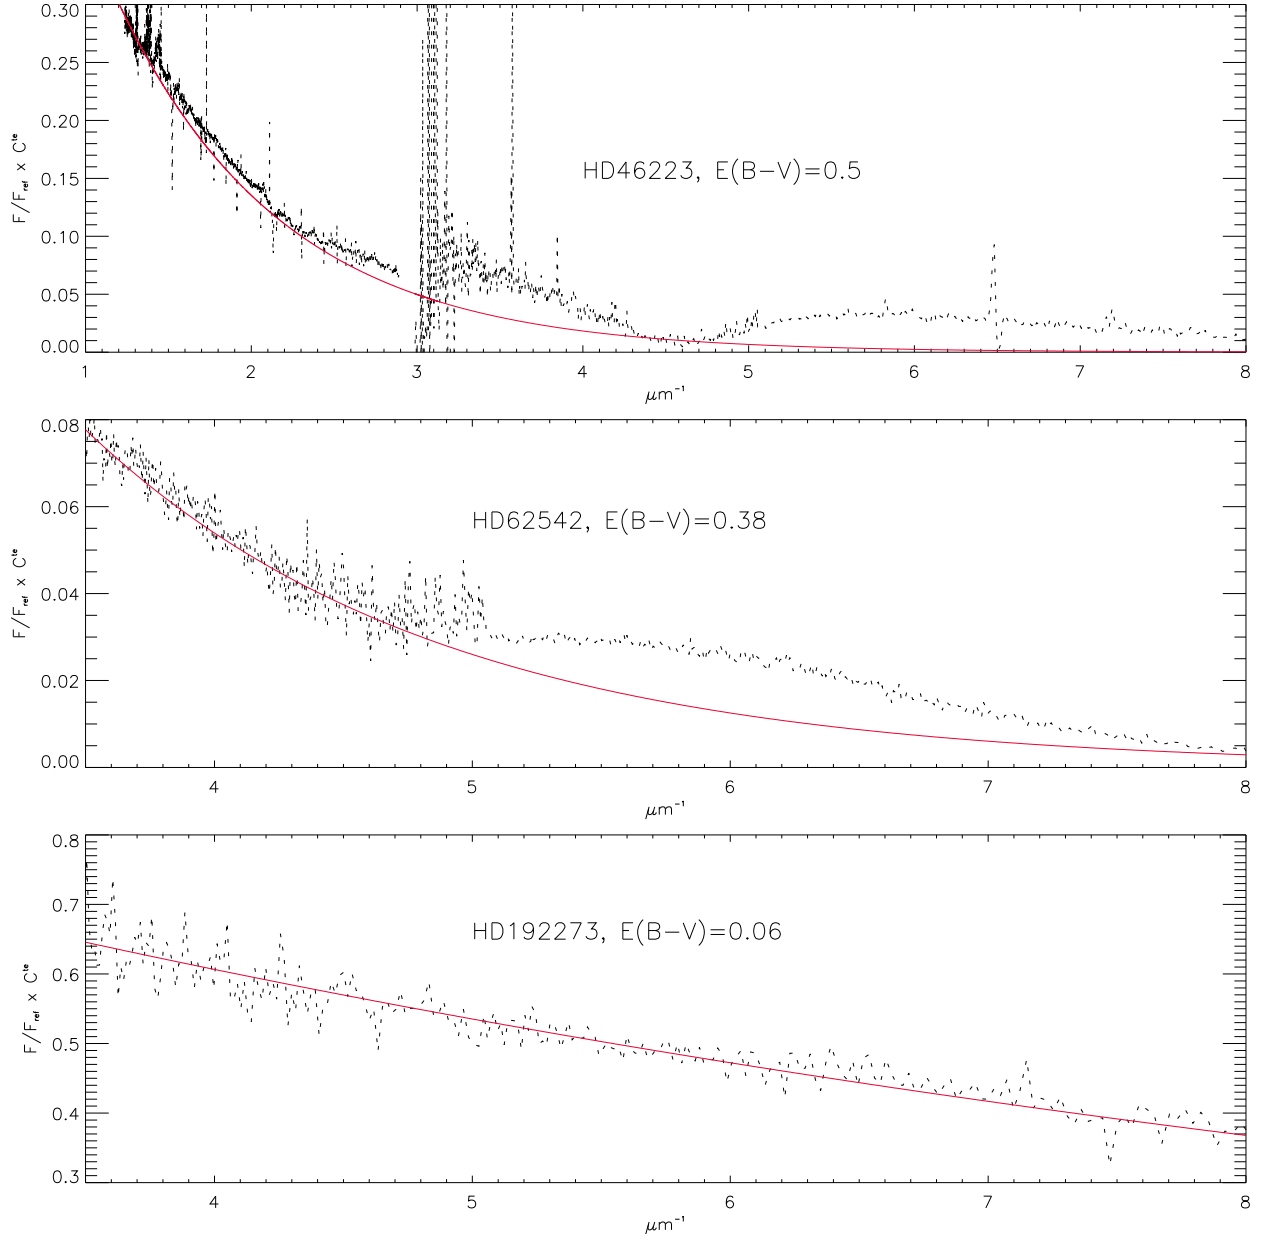 0.30
0.25
0.20
0.15
0.10
0.05
0.00
F/F_ref x C^te
HD46223, E(B−V)=0.5
1 2 3 4 5 6 7 8
μm⁻¹
0.08
0.06
0.04
0.02
0.00
F/F_ref x C^te
HD62542, E(B−V)=0.38
4 5 6 7 8
μm⁻¹
0.8
0.7
0.6
0.5
0.4
0.3
F/F_ref x C^te
HD192273, E(B−V)=0.06
4 5 6 7 8
μm⁻¹